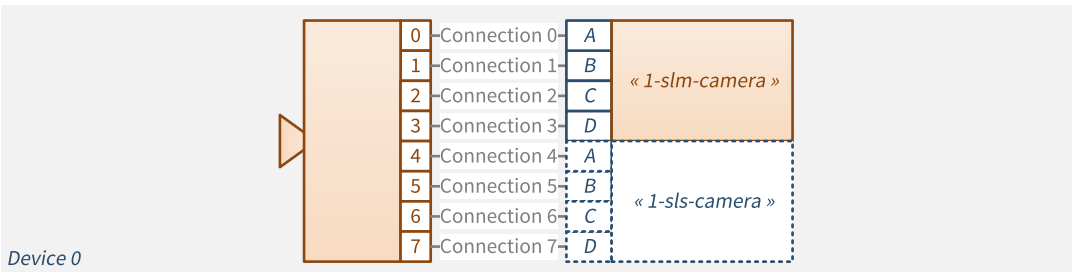 0 Connection 0 A
1 Connection 1 B
« 1-slm-camera »
2 Connection 2 C
3 Connection 3 D
4 Connection 4 A
5 Connection 5 B
« 1-sls-camera »
6 Connection 6 C
7 Connection 7 D
Device 0